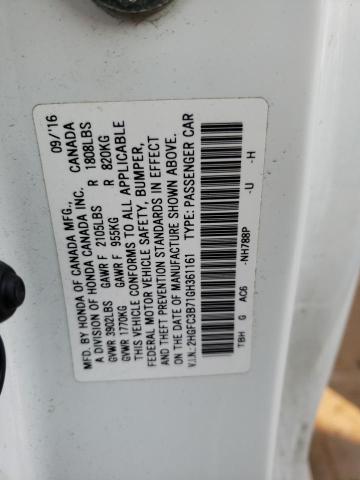 MFD. BY HONDA OF CANADA MFG., 09/'16
A DIVISION OF HONDA CANADA INC. CANADA
GVWR 3902LBS GAWR F 2105LBS R 1808LBS
GVWR 1770KG GAWR F 955KG R 820KG
THIS VEHICLE CONFORMS TO ALL APPLICABLE
FEDERAL MOTOR VEHICLE SAFETY, BUMPER,
AND THEFT PREVENTION STANDARDS IN EFFECT
ON THE DATE OF MANUFACTURE SHOWN ABOVE.
V.I.N.: 2HGFC3B71GH361161 TYPE: PASSENGER CAR
TBH G AC6 -NH788P -U -H